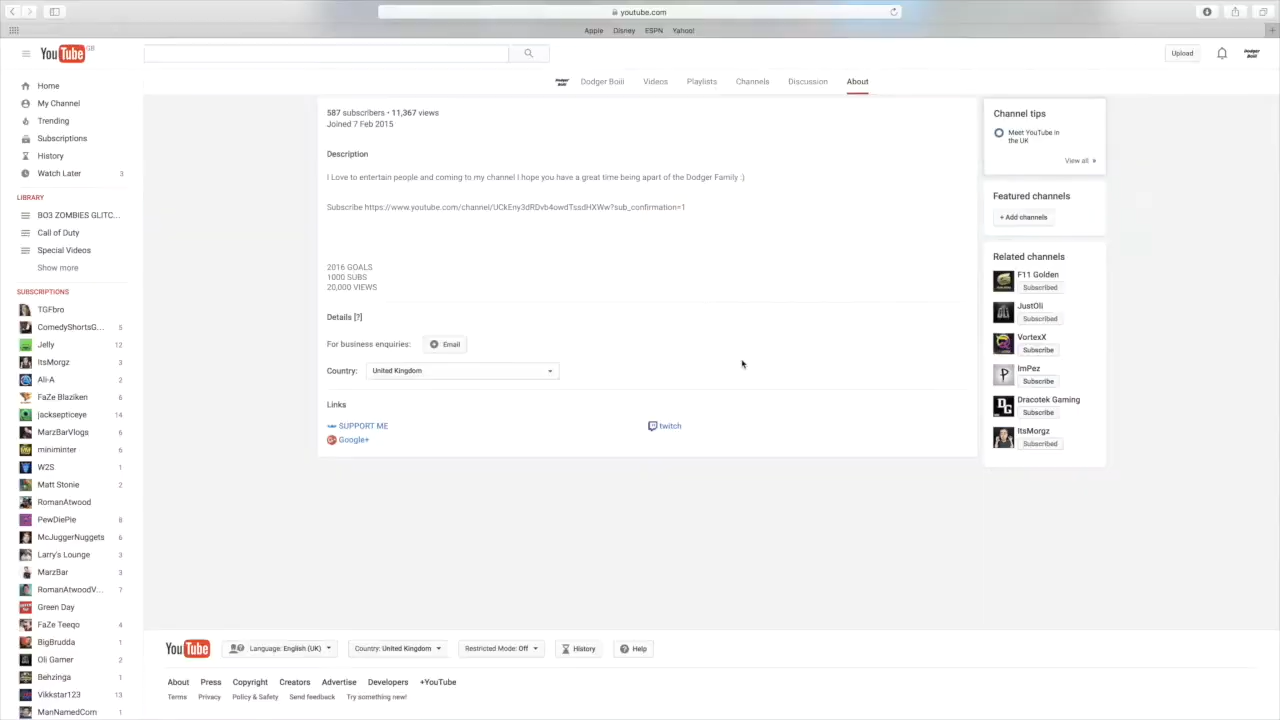 youtube.com
Apple Disney ESPN Yahoo!
YouTube GB
Upload
Dodger Boiii Videos Playlists Channels Discussion About
Home
My Channel
Trending
Subscriptions
History
Watch Later 3
LIBRARY
BO3 ZOMBIES GLITC...
Call of Duty
Special Videos
Show more
SUBSCRIPTIONS
TGFbro
ComedyShortsG... 5
Jelly 12
ItsMorgz 3
Ali-A 2
FaZe Blaziken 6
jacksepticeye 14
MarzBarVlogs 6
miniminter 6
W2S 1
Matt Stonie 2
RomanAtwood
PewDiePie 8
McJuggerNuggets 6
Larry's Lounge 3
MarzBar 3
RomanAtwoodV... 7
Green Day
FaZe Teeqo 4
BigBrudda 1
Oli Gamer 2
Behzinga 1
Vikkstar123 13
ManNamedCorn 1
587 subscribers • 11,367 views
Joined 7 Feb 2015
Description
I Love to entertain people and coming to my channel I hope you have a great time being apart of the Dodger Family :)
Subscribe https://www.youtube.com/channel/UCkEny3dRDvb4owdTssdHXWw?sub_confirmation=1
2016 GOALS
1000 SUBS
20,000 VIEWS
Details [?]
For business enquiries: Email
Country: United Kingdom
Links
SUPPORT ME twitch
Google+
Channel tips
Meet YouTube in
the UK
View all »
Featured channels
+ Add channels
Related channels
F11 Golden
Subscribed
JustOli
Subscribed
VortexX
Subscribe
ImPez
Subscribe
Dracotek Gaming
Subscribe
ItsMorgz
Subscribed
YouTube Language: English (UK) Country: United Kingdom Restricted Mode: Off History Help
About Press Copyright Creators Advertise Developers +YouTube
Terms Privacy Policy & Safety Send feedback Try something new!